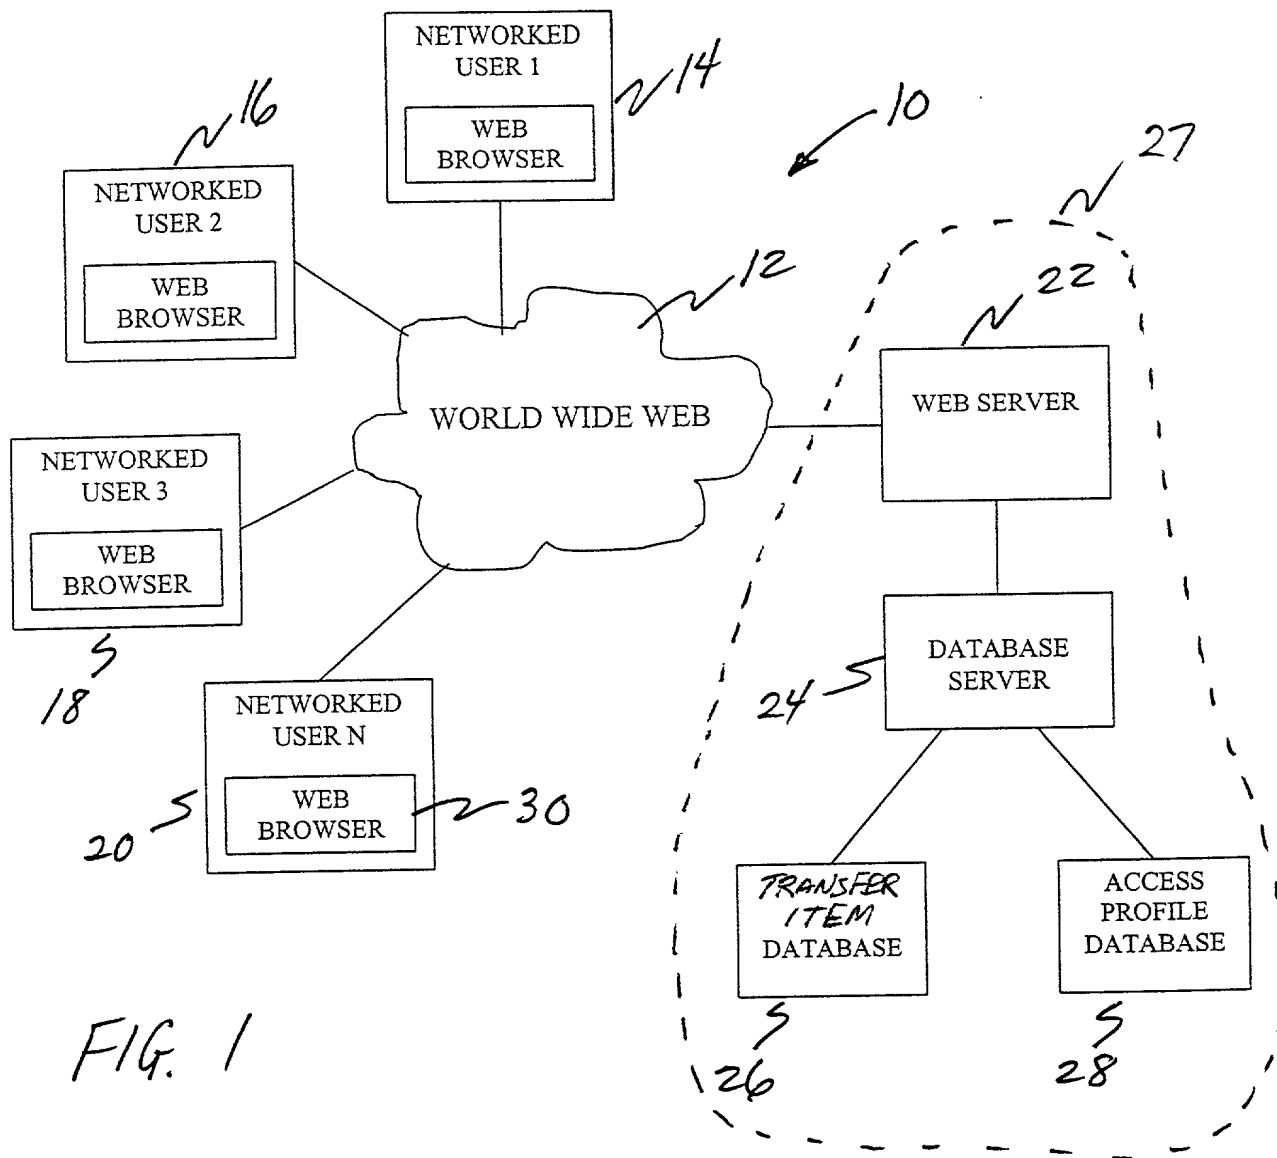 NETWORKED
USER 1
WEB
BROWSER
14
10
16
NETWORKED
USER 2
WEB
BROWSER
27
12
22
WORLD WIDE WEB
WEB SERVER
NETWORKED
USER 3
WEB
BROWSER
18
DATABASE
SERVER
24
NETWORKED
USER N
WEB
BROWSER
30
20
TRANSFER
ITEM
DATABASE
ACCESS
PROFILE
DATABASE
26
28
FIG. 1